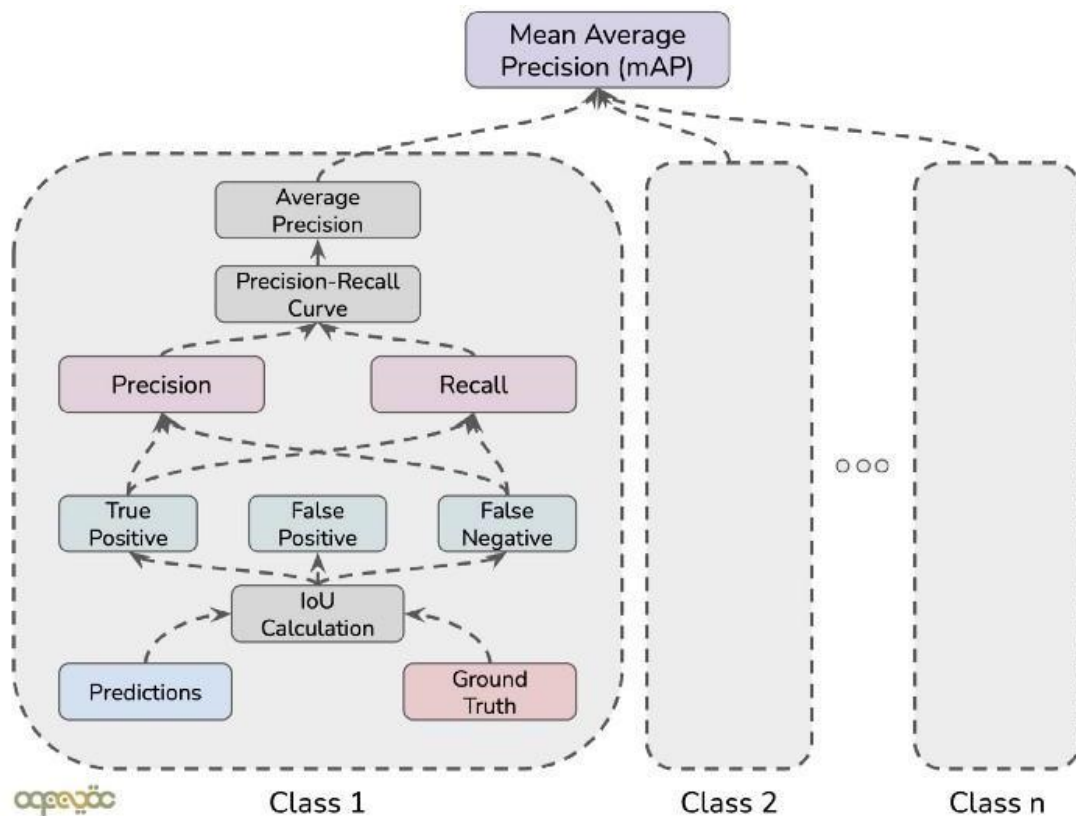 Mean Average
Precision (mAP)
Average
Precision
Precision-Recall
Curve
Precision
Recall
True
Positive
False
Positive
False
Negative
IoU
Calculation
Predictions
Ground
Truth
Class 1
Class 2
Class n